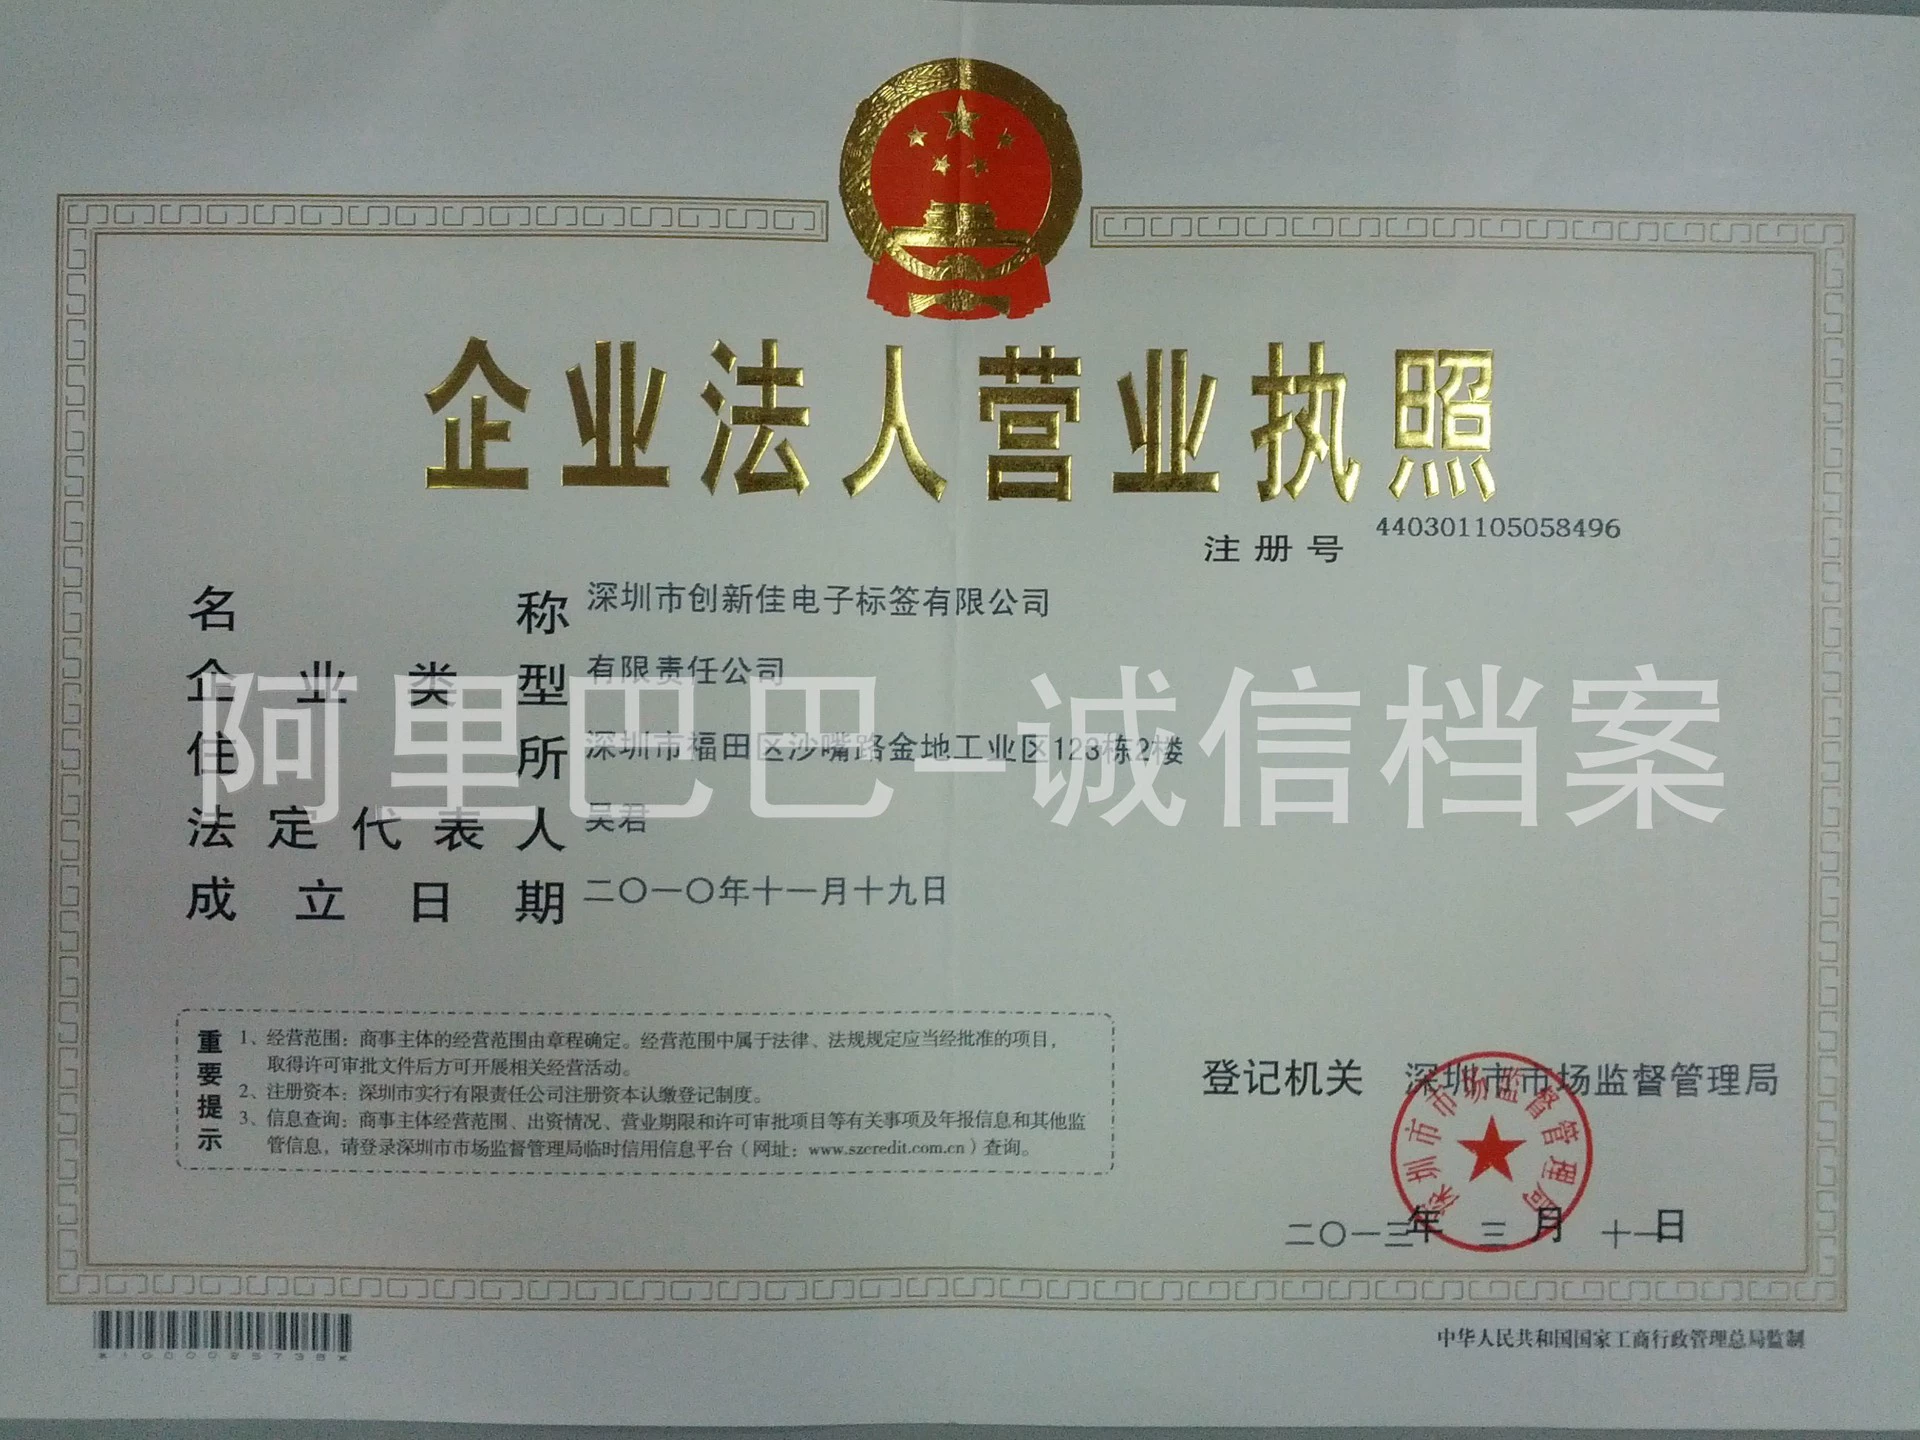 企业法人营业执照
注册号 440301105058496
名称 深圳市创新佳电子标签有限公司
企业类型 有限责任公司
住所 深圳市福田区沙嘴路金地工业区123栋2楼
法定代表人 吴君
成立日期 二〇一〇年十一月十九日
阿里巴巴-诚信档案
重要提示
1、经营范围：商事主体的经营范围由章程确定。经营范围中属于法律、法规规定应当经批准的项目，
取得许可审批文件后方可开展相关经营活动。
2、注册资本：深圳市实行有限责任公司注册资本认缴登记制度。
3、信息查询：商事主体经营范围、出资情况、营业期限和许可审批项目等有关事项及年报信息和其他监
管信息，请登录深圳市市场监督管理局临时信用信息平台（网址：www.szcredit.com.cn）查询。
登记机关 深圳市市场监督管理局
深圳市市场监督管理局
二〇一三年 三月 十一日
中华人民共和国国家工商行政管理总局监制